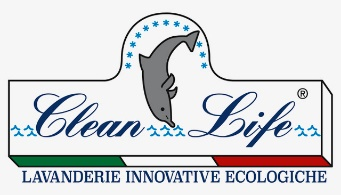 Clean Life®
LAVANDERIE INNOVATIVE ECOLOGICHE